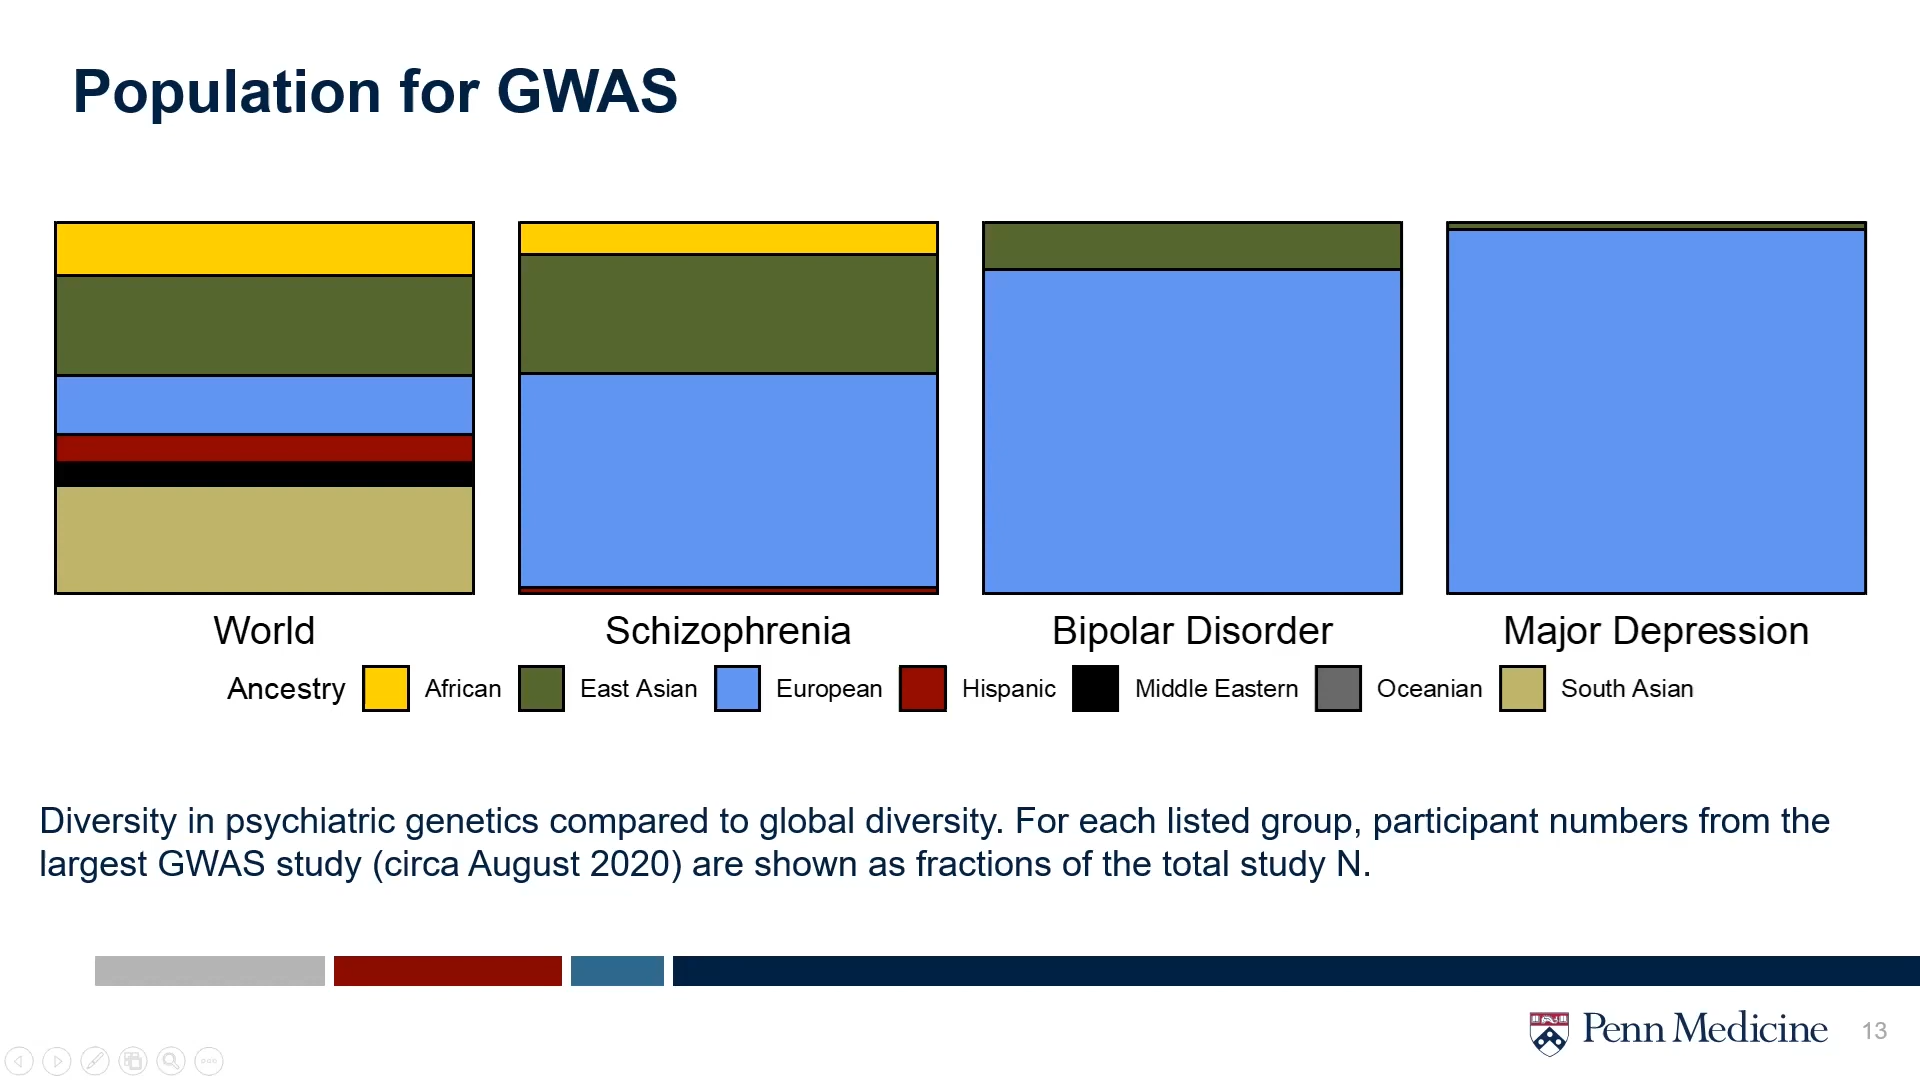 Population for GWAS
World
Schizophrenia
Bipolar Disorder
Major Depression
Ancestry African East Asian European Hispanic Middle Eastern Oceanian South Asian
Diversity in psychiatric genetics compared to global diversity. For each listed group, participant numbers from the
largest GWAS study (circa August 2020) are shown as fractions of the total study N.
Penn Medicine
13